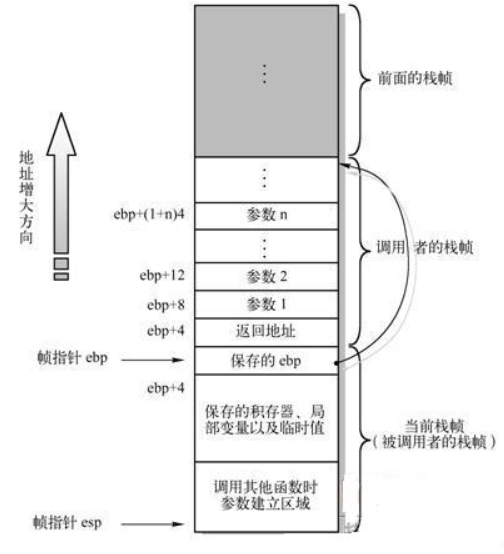 前面的栈帧
地址增大方向
ebp+(1+n)4
参数 n
调用者的栈帧
ebp+12
参数 2
ebp+8
参数 1
ebp+4
返回地址
帧指针 ebp
保存的 ebp
ebp+4
保存的积存器、局
部变量以及临时值
当前栈帧
(被调用者的栈帧)
调用其他函数时
参数建立区域
帧指针 esp